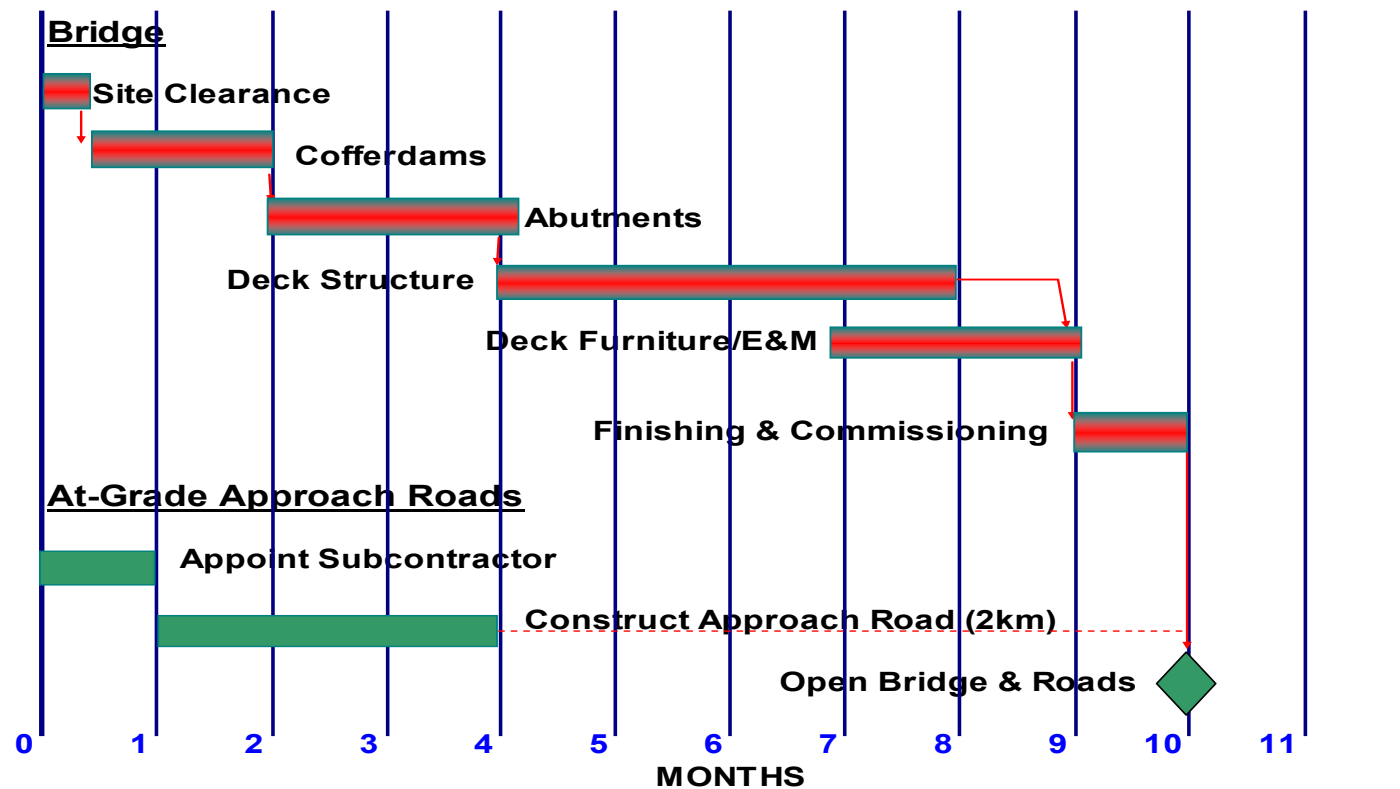 Bridge
Site Clearance
Cofferdams
Abutments
Deck Structure
Deck Furniture/E&M
Finishing & Commissioning
At-Grade Approach Roads
Appoint Subcontractor
Construct Approach Road (2km)
Open Bridge & Roads
0 1 2 3 4 5 6 7 8 9 10 11
MONTHS